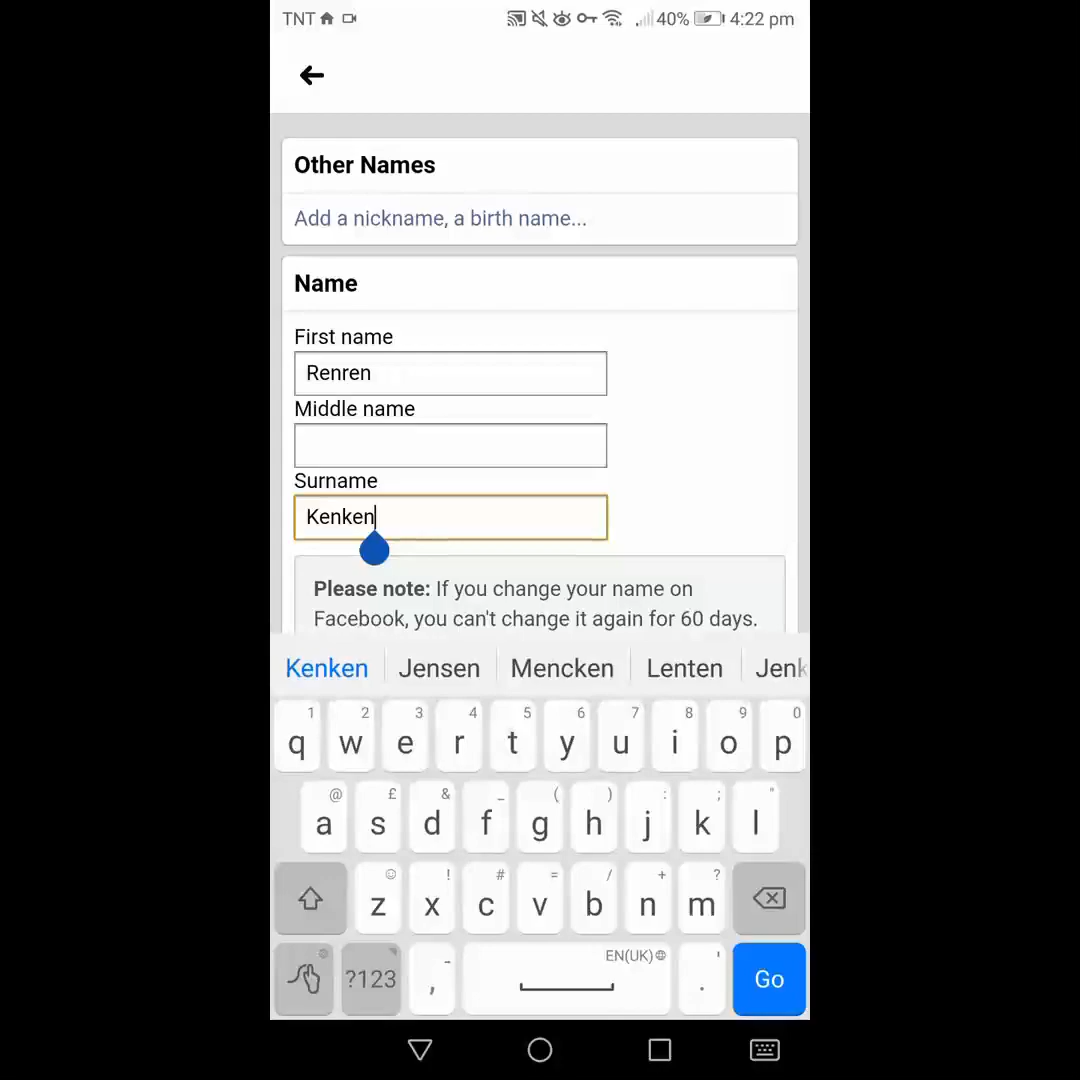 TNT 40% 4:22 pm
Other Names
Add a nickname, a birth name...
Name
First name
Renren
Middle name
Surname
Kenken
Please note: If you change your name on
Facebook, you can't change it again for 60 days.
Kenken Jensen Mencken Lenten Jenk
1 2 3 4 5 6 7 8 9 0
q w e r t y u i o p
@ £ & _ ( ) : ; "
a s d f g h j k l
! # = / + ?
z x c v b n m
?123 , - EN(UK) . ' Go